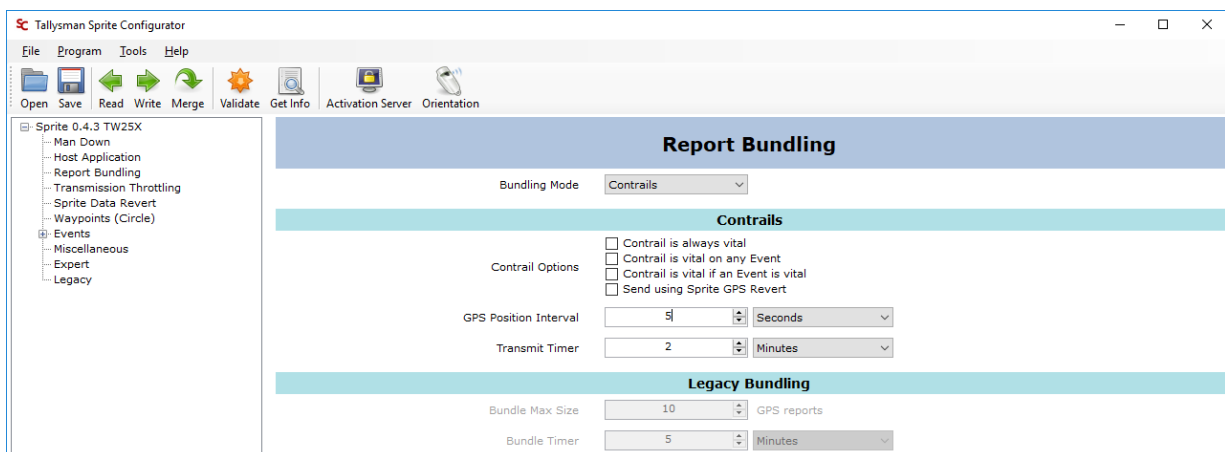 SC Tallysman Sprite Configurator
File Program Tools Help
Open Save Read Write Merge Validate Get Info Activation Server Orientation
Sprite 0.4.3 TW25X
Man Down
Host Application
Report Bundling
Transmission Throttling
Sprite Data Revert
Waypoints (Circle)
Events
Miscellaneous
Expert
Legacy
Report Bundling
Bundling Mode Contrails
Contrails
Contrail Options
Contrail is always vital
Contrail is vital on any Event
Contrail is vital if an Event is vital
Send using Sprite GPS Revert
GPS Position Interval 5 Seconds
Transmit Timer 2 Minutes
Legacy Bundling
Bundle Max Size 10 GPS reports
Bundle Timer 5 Minutes